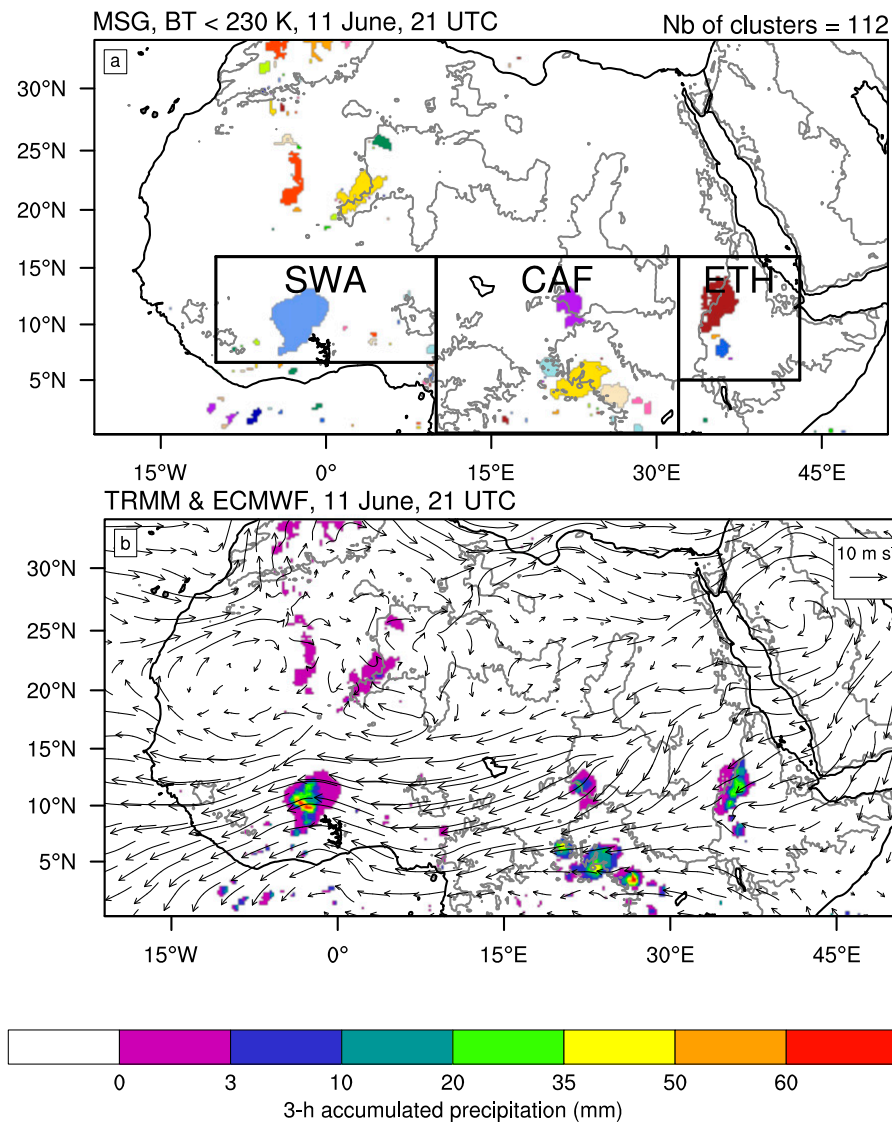 MSG, BT < 230 K, 11 June, 21 UTC Nb of clusters = 112
a
30°N
25°N
20°N
15°N
10°N
5°N
SWA CAF ETH
15°W 0° 15°E 30°E 45°E
TRMM & ECMWF, 11 June, 21 UTC
b
10 m s
30°N
25°N
20°N
15°N
10°N
5°N
15°W 0° 15°E 30°E 45°E
0 3 10 20 35 50 60
3-h accumulated precipitation (mm)